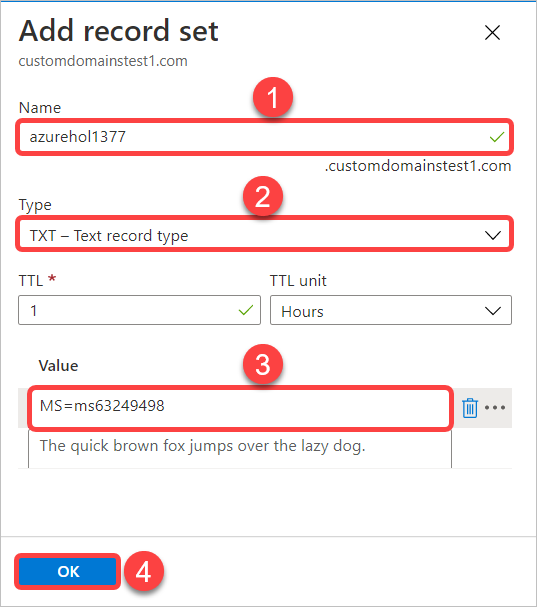 Add record set
customdomainstest1.com
1
Name
azurehol1377
.customdomainstest1.com
2
Type
TXT – Text record type
TTL * TTL unit
1 Hours
3
Value
MS=ms63249498
The quick brown fox jumps over the lazy dog.
OK 4